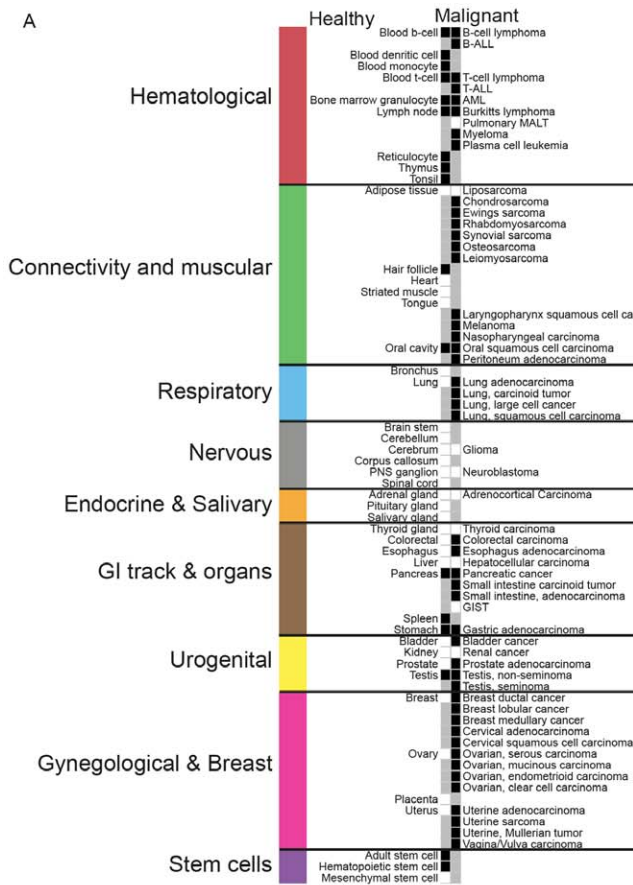 A
Healthy Malignant
Hematological
Blood b-cell B-cell lymphoma
B-ALL
Blood denritic cell
Blood monocyte
Blood t-cell T-cell lymphoma
T-ALL
Bone marrow granulocyte AML
Lymph node Burkitts lymphoma
Pulmonary MALT
Myeloma
Plasma cell leukemia
Reticulocyte
Thymus
Tonsil
Connectivity and muscular
Adipose tissue Liposarcoma
Chondrosarcoma
Ewings sarcoma
Rhabdomyosarcoma
Synovial sarcoma
Osteosarcoma
Leiomyosarcoma
Hair follicle
Heart
Striated muscle
Tongue
Laryngopharynx squamous cell ca
Melanoma
Nasopharyngeal carcinoma
Oral cavity Oral squamous cell carcinoma
Peritoneum adenocarcinoma
Respiratory
Bronchus
Lung Lung adenocarcinoma
Lung, carcinoid tumor
Lung, large cell cancer
Lung, squamous cell carcinoma
Nervous
Brain stem
Cerebellum
Cerebrum Glioma
Corpus callosum
PNS ganglion Neuroblastoma
Spinal cord
Endocrine & Salivary
Adrenal gland Adrenocortical Carcinoma
Pituitary gland
Salivary gland
GI track & organs
Thyroid gland Thyroid carcinoma
Colorectal Colorectal carcinoma
Esophagus Esophagus adenocarcinoma
Liver Hepatocellular carcinoma
Pancreas Pancreatic cancer
Small intestine carcinoid tumor
Small intestine, adenocarcinoma
GIST
Spleen
Stomach Gastric adenocarcinoma
Urogenital
Bladder Bladder cancer
Kidney Renal cancer
Prostate Prostate adenocarcinoma
Testis Testis, non-seminoma
Testis, seminoma
Gynegological & Breast
Breast Breast ductal cancer
Breast lobular cancer
Breast medullary cancer
Cervical adenocarcinoma
Cervical squamous cell carcinoma
Ovary Ovarian, serous carcinoma
Ovarian, mucinous carcinoma
Ovarian, endometrioid carcinoma
Ovarian, clear cell carcinoma
Placenta
Uterus Uterine adenocarcinoma
Uterine sarcoma
Uterine, Mullerian tumor
Vagina/Vulva carcinoma
Stem cells
Adult stem cell
Hematopoietic stem cell
Mesenchymal stem cell